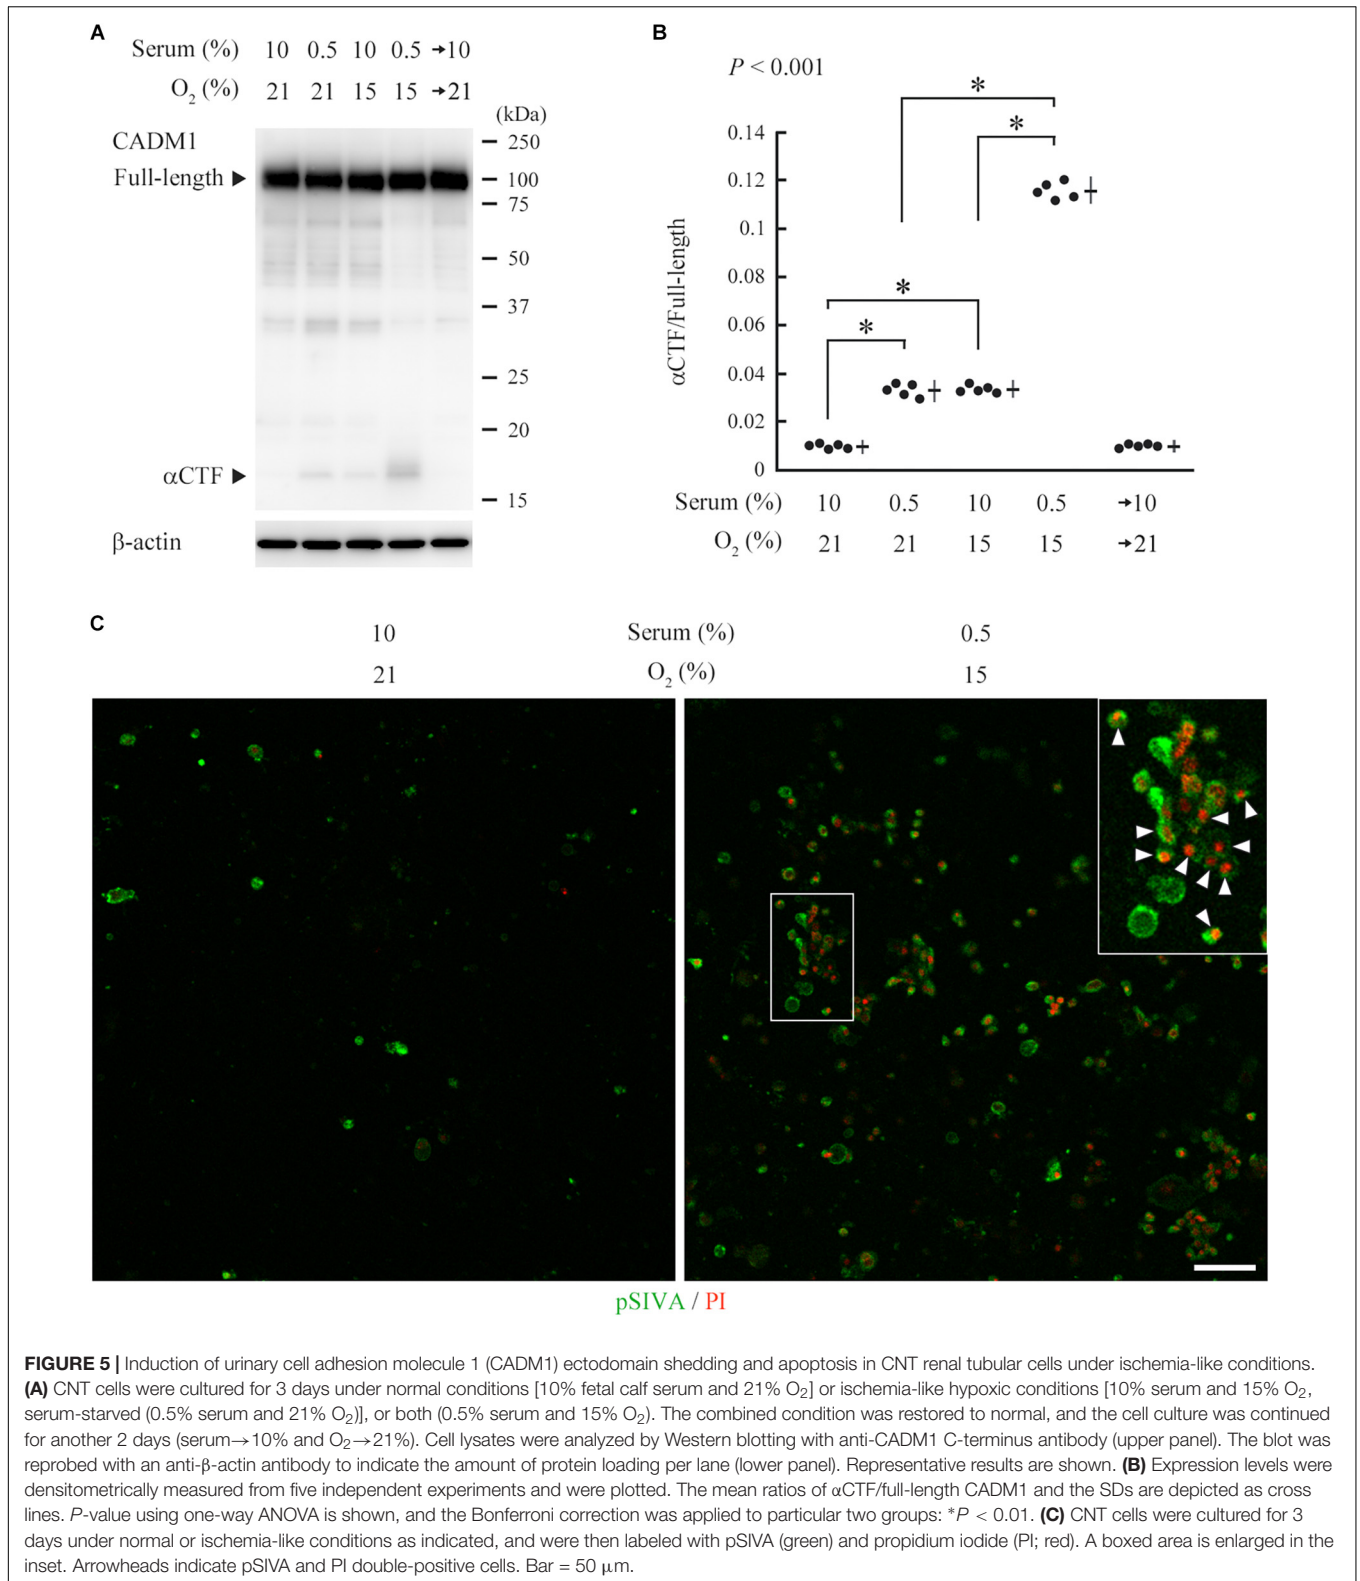 A
Serum (%) 10 0.5 10 0.5 →10
O2 (%) 21 21 15 15 →21
(kDa)
CADM1
Full-length ▶
250
100
75
50
37
25
20
15
αCTF ▶
β-actin
B
P < 0.001
*
*
*
*
αCTF/Full-length
0.14
0.12
0.1
0.08
0.06
0.04
0.02
0
Serum (%) 10 0.5 10 0.5 →10
O2 (%) 21 21 15 15 →21
C
10 Serum (%) 0.5
21 O2 (%) 15
pSIVA / PI
FIGURE 5 | Induction of urinary cell adhesion molecule 1 (CADM1) ectodomain shedding and apoptosis in CNT renal tubular cells under ischemia-like conditions.
(A) CNT cells were cultured for 3 days under normal conditions [10% fetal calf serum and 21% O2] or ischemia-like hypoxic conditions [10% serum and 15% O2,
serum-starved (0.5% serum and 21% O2)], or both (0.5% serum and 15% O2). The combined condition was restored to normal, and the cell culture was continued
for another 2 days (serum→10% and O2→21%). Cell lysates were analyzed by Western blotting with anti-CADM1 C-terminus antibody (upper panel). The blot was
reprobed with an anti-β-actin antibody to indicate the amount of protein loading per lane (lower panel). Representative results are shown. (B) Expression levels were
densitometrically measured from five independent experiments and were plotted. The mean ratios of αCTF/full-length CADM1 and the SDs are depicted as cross
lines. P-value using one-way ANOVA is shown, and the Bonferroni correction was applied to particular two groups: *P < 0.01. (C) CNT cells were cultured for 3
days under normal or ischemia-like conditions as indicated, and were then labeled with pSIVA (green) and propidium iodide (PI; red). A boxed area is enlarged in the
inset. Arrowheads indicate pSIVA and PI double-positive cells. Bar = 50 μm.